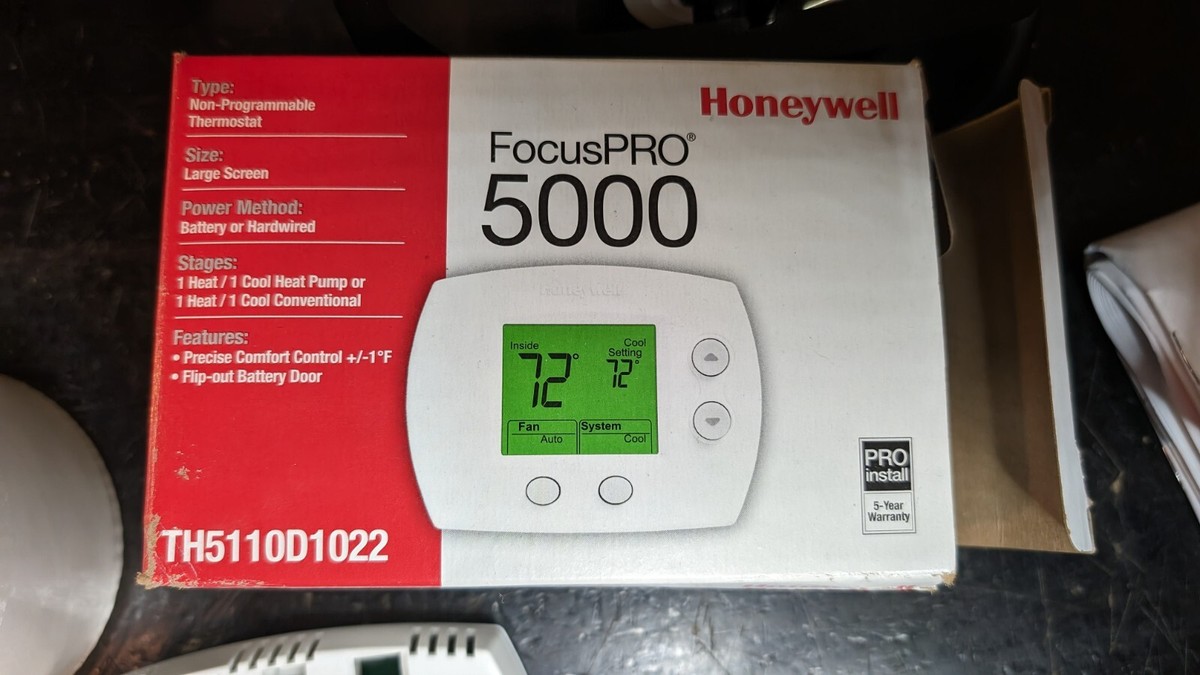 Type:
Non-Programmable
Thermostat
Size:
Large Screen
Power Method:
Battery or Hardwired
Stages:
1 Heat / 1 Cool Heat Pump or
1 Heat / 1 Cool Conventional
Features:
• Precise Comfort Control +/-1°F
• Flip-out Battery Door
TH5110D1022
Honeywell
FocusPRO®
5000
Honeywell
Inside
72°
Cool
Setting
72°
Fan
Auto
System
Cool
PRO
install
5-Year
Warranty